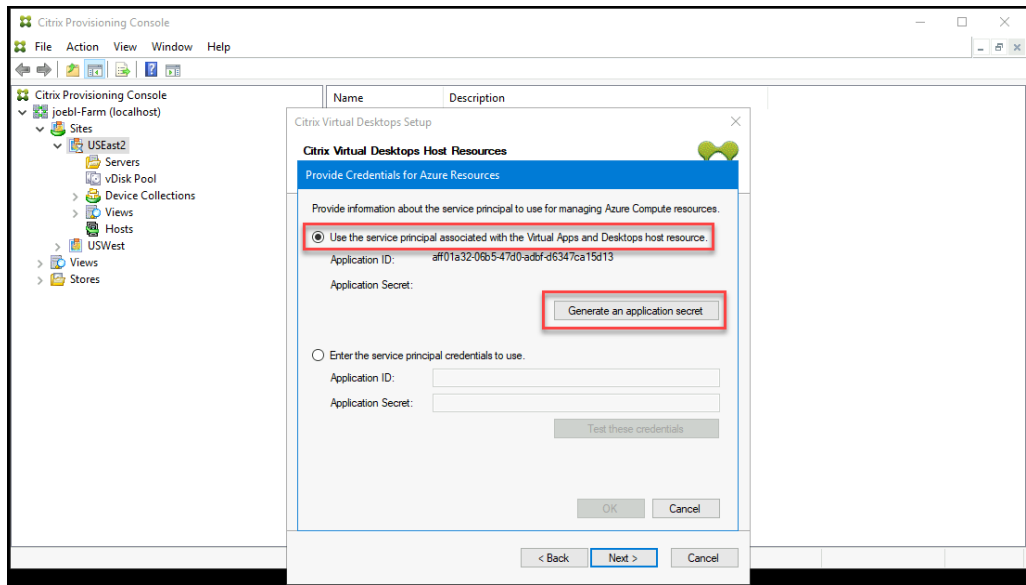 Citrix Provisioning Console
File Action View Window Help
Citrix Provisioning Console
joebl-Farm (localhost)
Sites
USEast2
Servers
vDisk Pool
Device Collections
Views
Hosts
USWest
Views
Stores
Name Description
Citrix Virtual Desktops Setup
Citrix Virtual Desktops Host Resources
Provide Credentials for Azure Resources
Provide information about the service principal to use for managing Azure Compute resources.
Use the service principal associated with the Virtual Apps and Desktops host resource.
Application ID: aff01a32-06b5-47d0-adbf-d6347ca15d13
Application Secret:
Generate an application secret
Enter the service principal credentials to use.
Application ID:
Application Secret:
Test these credentials
OK Cancel
< Back Next > Cancel